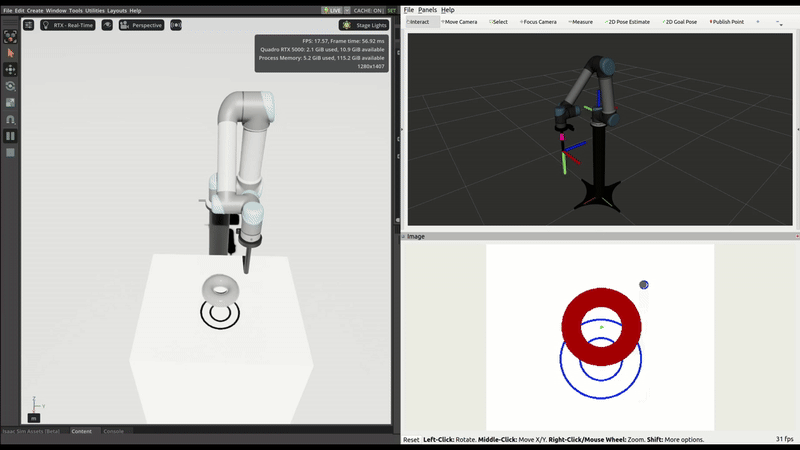 File Edit Create Window Tools Utilities Layouts Help
LIVE CACHE: ON SET
RTX - Real-Time
Perspective
Stage Lights
FPS: 17.57, Frame time: 56.92 ms
Quadro RTX 5000: 2.1 GiB used, 10.9 GiB available
Process Memory: 5.2 GiB used, 115.2 GiB available
1280x1407
Z
Y
m
Isaac Sim Assets [Beta] Content Console
File Panels Help
Interact Move Camera Select Focus Camera Measure 2D Pose Estimate 2D Goal Pose Publish Point
Image
Reset Left-Click: Rotate. Middle-Click: Move X/Y. Right-Click/Mouse Wheel: Zoom. Shift: More options.
31 fps